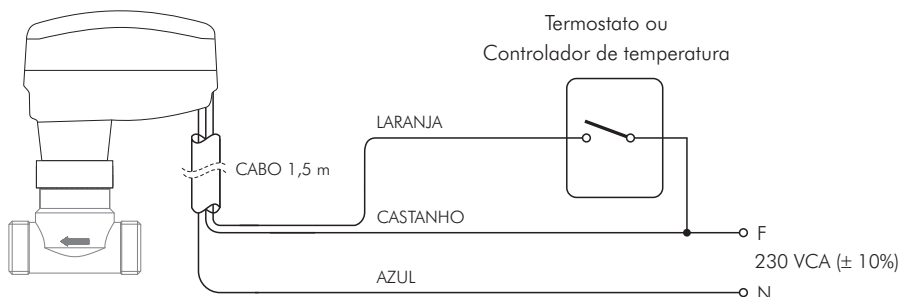 Termostato ou
Controlador de temperatura
LARANJA
CABO 1,5 m
CASTANHO
F
230 VCA (± 10%)
AZUL
N